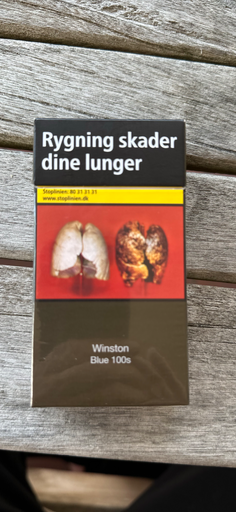 Rygning skader
dine lunger
Stoplinien: 80 31 31 31
www.stoplinien.dk
Winston
Blue 100s